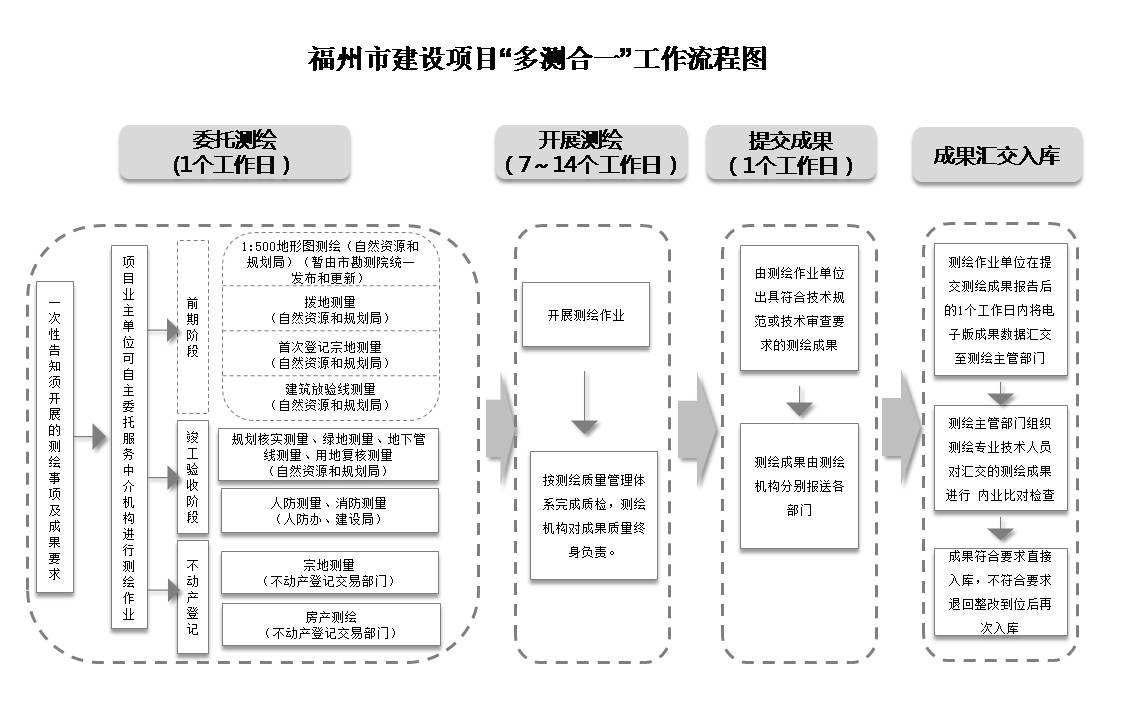 福州市建设项目“多测合一”工作流程图
委托测绘
(1个工作日）
开展测绘
（7～14个工作日）
提交成果
（1个工作日）
成果汇交入库
一次性告知须开展的测绘事项及成果要求
项目业主单位可自主委托服务中介机构进行测绘作业
前期阶段
1:500地形图测绘（自然资源和
规划局）（暂由市勘测院统一
发布和更新）
拨地测量
（自然资源和规划局）
首次登记宗地测量
（自然资源和规划局）
建筑放验线测量
（自然资源和规划局）
竣工验收阶段
规划核实测量、绿地测量、地下管
线测量、用地复核测量
（自然资源和规划局）
人防测量、消防测量
（人防办、建设局）
不动产登记
宗地测量
（不动产登记交易部门）
房产测绘
（不动产登记交易部门）
开展测绘作业
按测绘质量管理体
系完成质检，测绘
机构对成果质量终
身负责。
由测绘作业单位
出具符合技术规
范或技术审查要
求的测绘成果
测绘成果由测绘
机构分别报送各
部门
测绘作业单位在提
交测绘成果报告后
的1个工作日内将电
子版成果数据汇交
至测绘主管部门
测绘主管部门组织
测绘专业技术人员
对汇交的测绘成果
进行 内业比对检查
成果符合要求直接
入库，不符合要求
退回整改到位后再
次入库